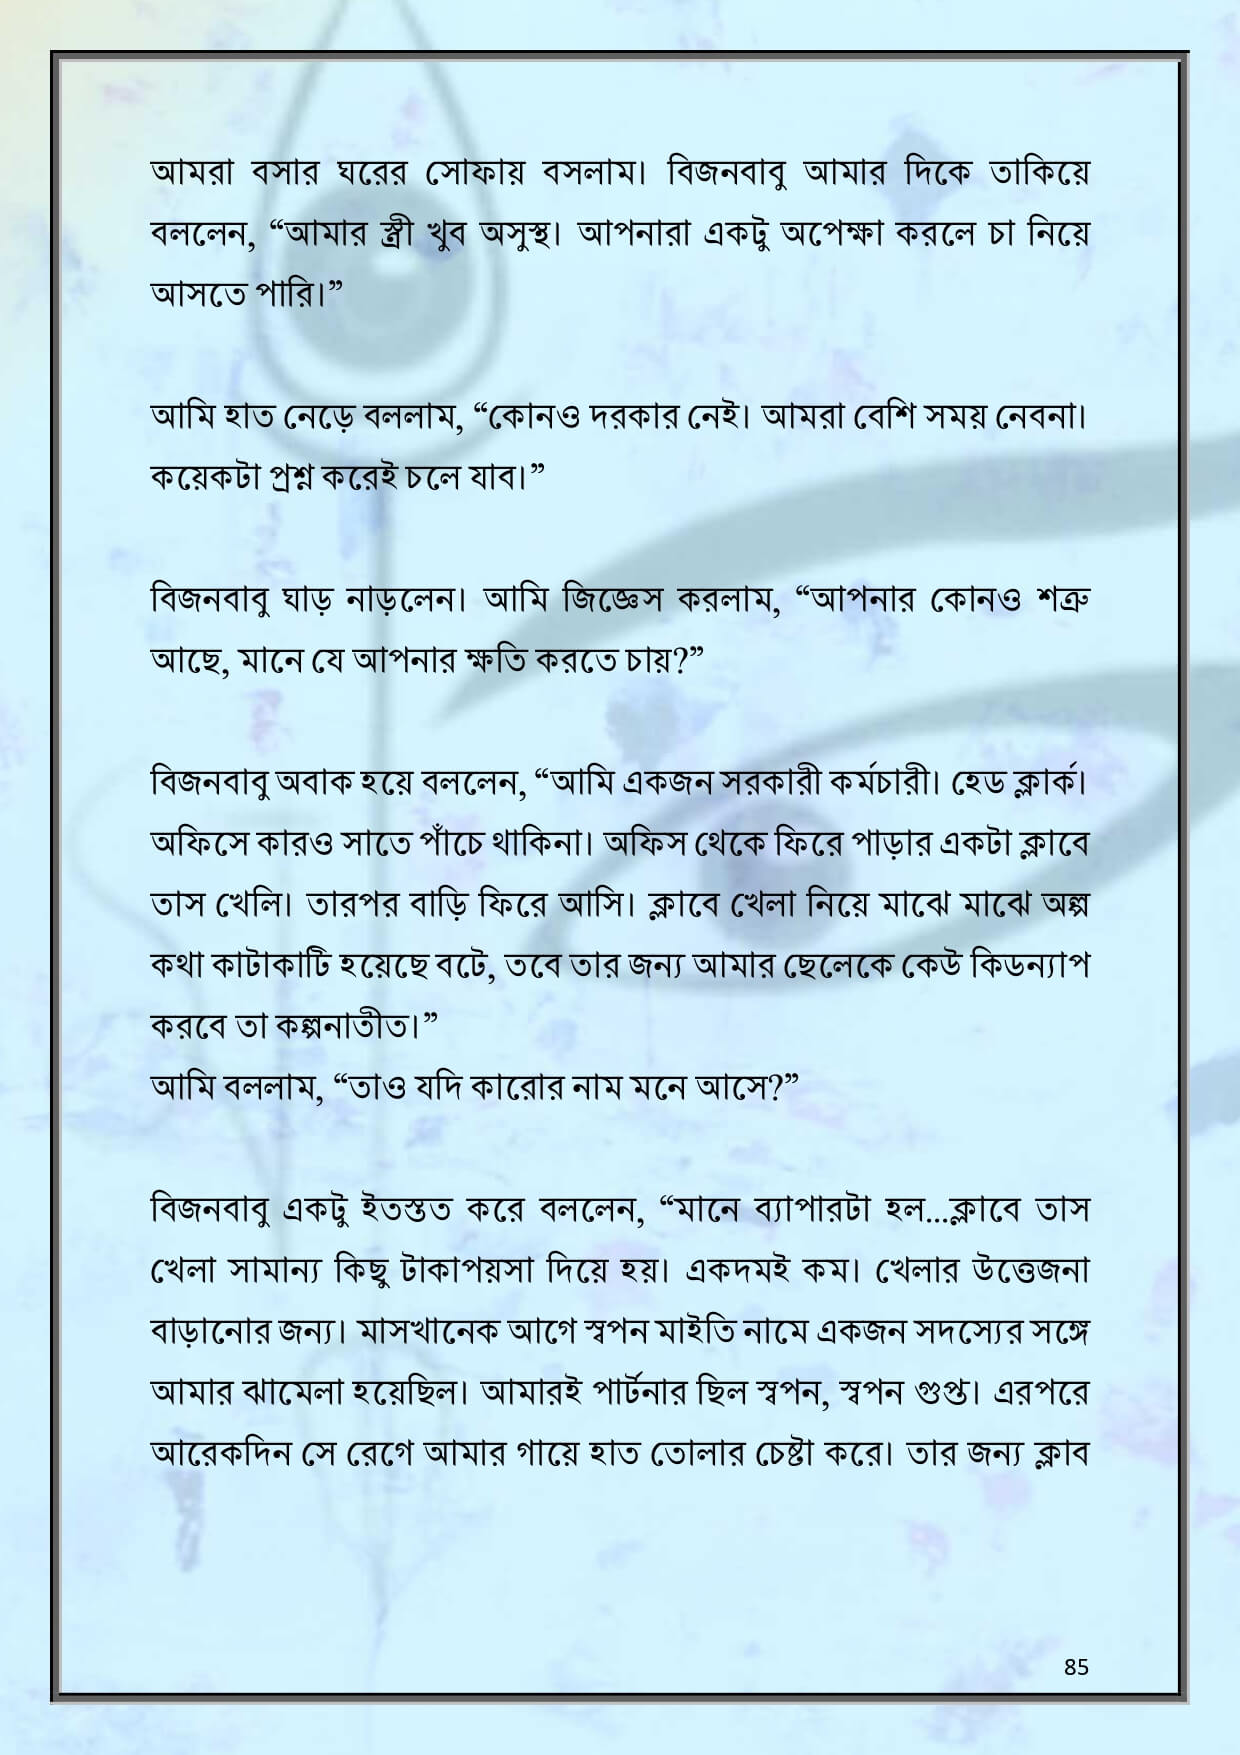 আমরা বসার ঘরের সোফায় বসলাম। বিজনবাবু আমার দিকে তাকিয়ে
বললেন, “আমার স্ত্রী খুব অসুস্থ। আপনারা একটু অপেক্ষা করলে চা নিয়ে
আসতে পারি।”
আমি হাত নেড়ে বললাম, “কোনও দরকার নেই। আমরা বেশি সময় নেবনা।
কয়েকটা প্রশ্ন করেই চলে যাব।”
বিজনবাবু ঘাড় নাড়লেন। আমি জিজ্ঞেস করলাম, “আপনার কোনও শত্রু
আছে, মানে যে আপনার ক্ষতি করতে চায়?”
বিজনবাবু অবাক হয়ে বললেন, “আমি একজন সরকারী কর্মচারী। হেড ক্লার্ক।
অফিসে কারও সাতে পাঁচে থাকিনা। অফিস থেকে ফিরে পাড়ার একটা ক্লাবে
তাস খেলি। তারপর বাড়ি ফিরে আসি। ক্লাবে খেলা নিয়ে মাঝে মাঝে অল্প
কথা কাটাকাটি হয়েছে বটে, তবে তার জন্য আমার ছেলেকে কেউ কিডন্যাপ
করবে তা কল্পনাতীত।”
আমি বললাম, “তাও যদি কারোর নাম মনে আসে?”
বিজনবাবু একটু ইতস্তত করে বললেন, “মানে ব্যাপারটা হল...ক্লাবে তাস
খেলা সামান্য কিছু টাকাপয়সা দিয়ে হয়। একদমই কম। খেলার উত্তেজনা
বাড়ানোর জন্য। মাসখানেক আগে স্বপন মাইতি নামে একজন সদস্যের সঙ্গে
আমার ঝামেলা হয়েছিল। আমারই পার্টনার ছিল স্বপন, স্বপন গুপ্ত। এরপরে
আরেকদিন সে রেগে আমার গায়ে হাত তোলার চেষ্টা করে। তার জন্য ক্লাব
85